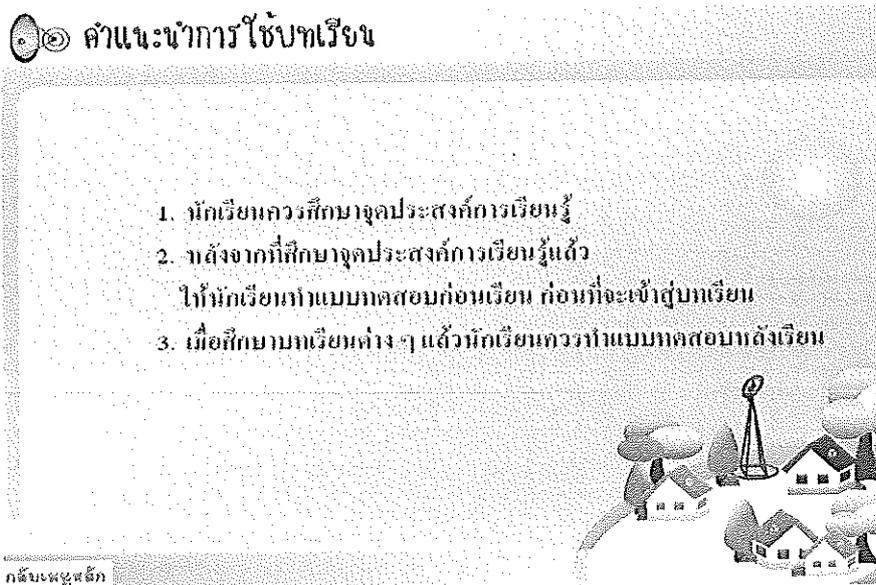 คำแนะนำการใช้บทเรียน
1. นักเรียนควรศึกษาจุดประสงค์การเรียนรู้
2. หลังจากที่ศึกษาจุดประสงค์การเรียนรู้แล้ว
ให้นักเรียนทำแบบทดสอบก่อนเรียน ก่อนที่จะเข้าสู่บทเรียน
3. เมื่อศึกษาบทเรียนต่าง ๆ แล้วนักเรียนควรทำแบบทดสอบหลังเรียน
กลับเมนูหลัก